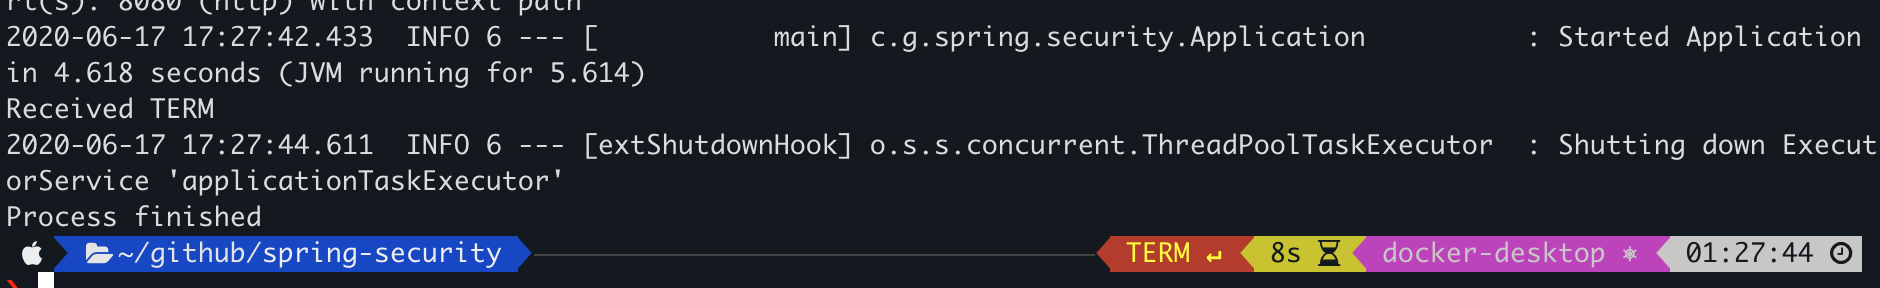 rt(s): 8080 (http) with context path
2020-06-17 17:27:42.433  INFO 6 --- [           main] c.g.spring.security.Application          : Started Application
in 4.618 seconds (JVM running for 5.614)
Received TERM
2020-06-17 17:27:44.611  INFO 6 --- [extShutdownHook] o.s.s.concurrent.ThreadPoolTaskExecutor  : Shutting down Execut
orService 'applicationTaskExecutor'
Process finished
~/github/spring-security TERM ↵ 8s docker-desktop ⎈ 01:27:44
❯